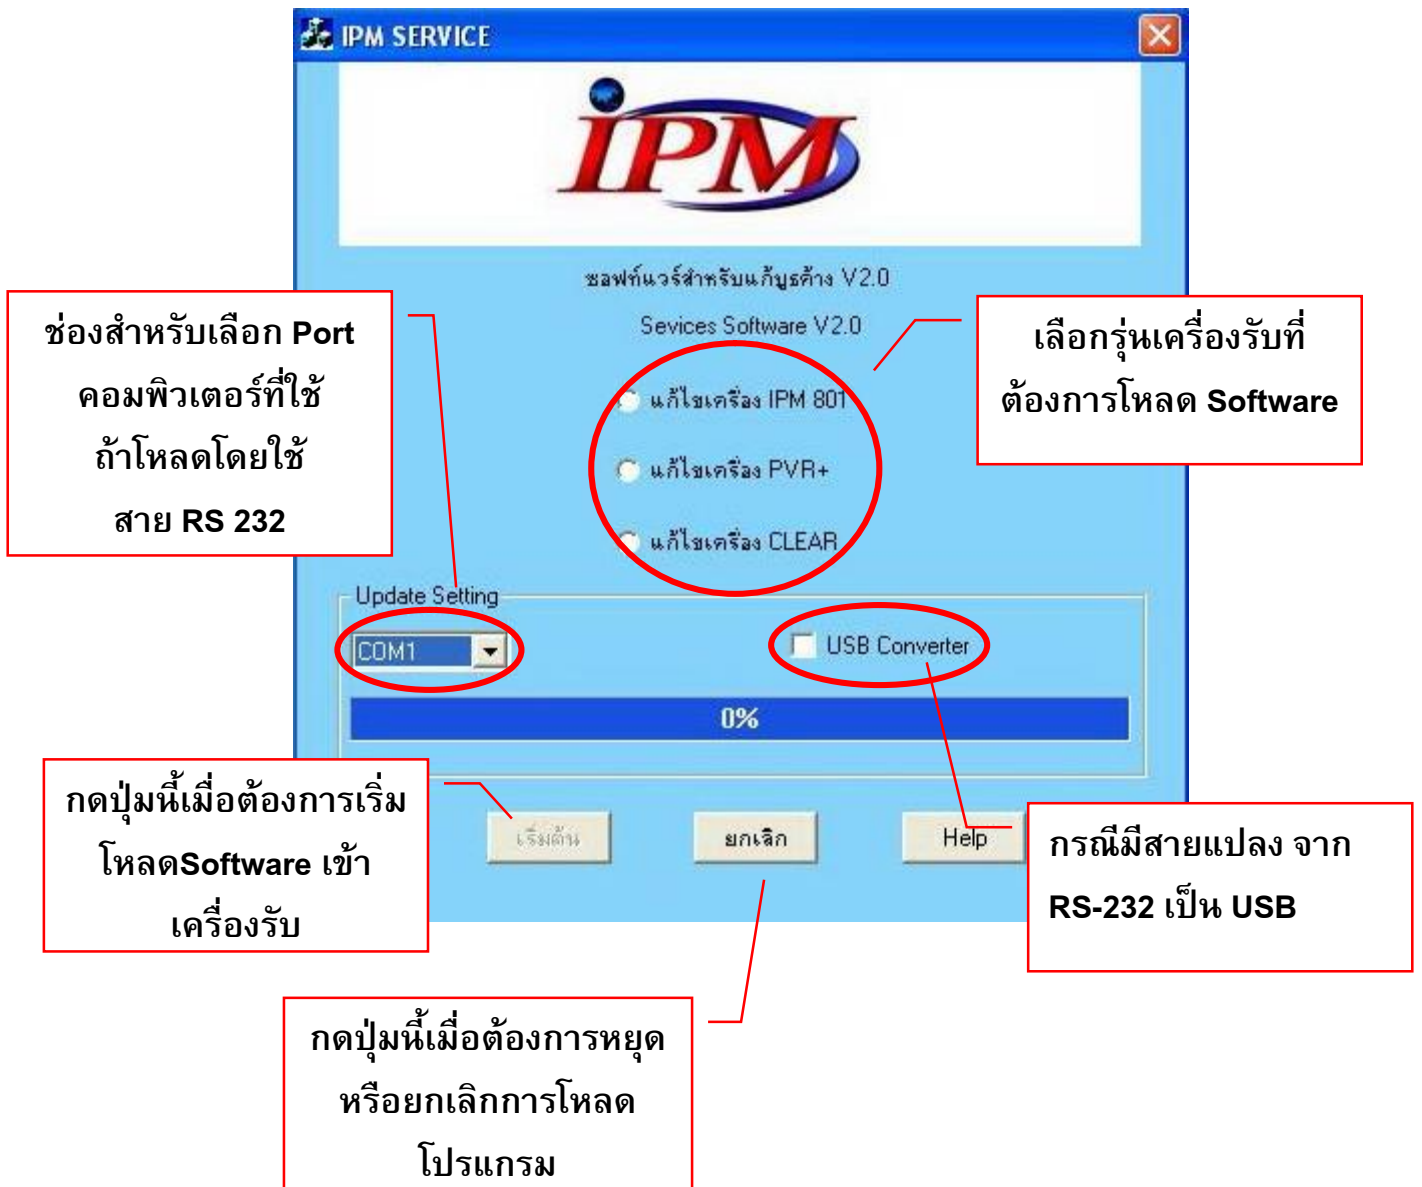 IPM SERVICE
iPM
ซอฟท์แวร์สำหรับแก้บูธค้าง V2.0
Sevices Software V2.0
แก้ไขเครื่อง IPM 801
แก้ไขเครื่อง PVR+
แก้ไขเครื่อง CLEAR
ช่องสำหรับเลือก Port
คอมพิวเตอร์ที่ใช้
ถ้าโหลดโดยใช้
สาย RS 232
เลือกรุ่นเครื่องรับที่
ต้องการโหลด Software
Update Setting
COM1
USB Converter
0%
เริ่มต้น
ยกเลิก
Help
กดปุ่มนี้เมื่อต้องการเริ่ม
โหลดSoftware เข้า
เครื่องรับ
กรณีมีสายแปลง จาก
RS-232 เป็น USB
กดปุ่มนี้เมื่อต้องการหยุด
หรือยกเลิกการโหลด
โปรแกรม